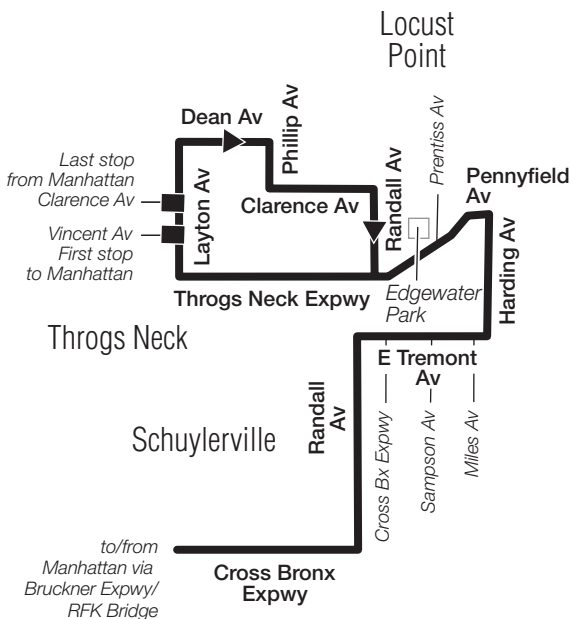 Locust
Point
Dean Av
Phillip Av
Prentiss Av
Last stop
from Manhattan
Clarence Av
Layton Av
Clarence Av
Randall Av
Pennyfield
Av
Vincent Av
First stop
to Manhattan
Harding Av
Throgs Neck Expwy
Edgewater
Park
Throgs Neck
E Tremont
Av
Randall
Av
Schuylerville
Cross Bx Expwy
Sampson Av
Miles Av
to/from
Manhattan via
Bruckner Expwy/
RFK Bridge
Cross Bronx
Expwy